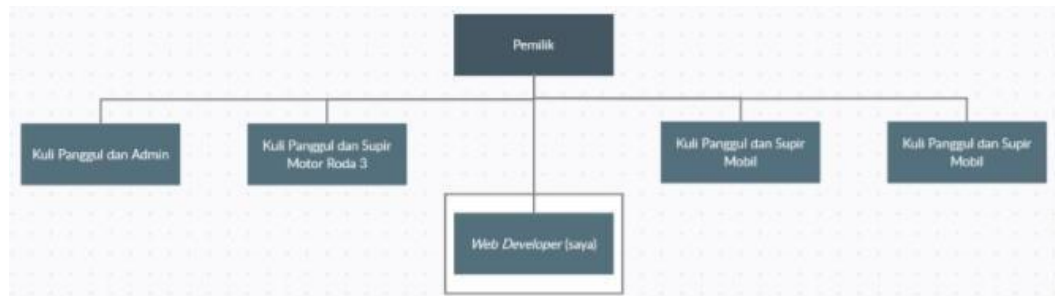 Pemilik
Kuli Panggul dan Admin
Kuli Panggul dan Supir
Motor Roda 3
Kuli Panggul dan Supir
Mobil
Kuli Panggul dan Supir
Mobil
Web Developer (saya)